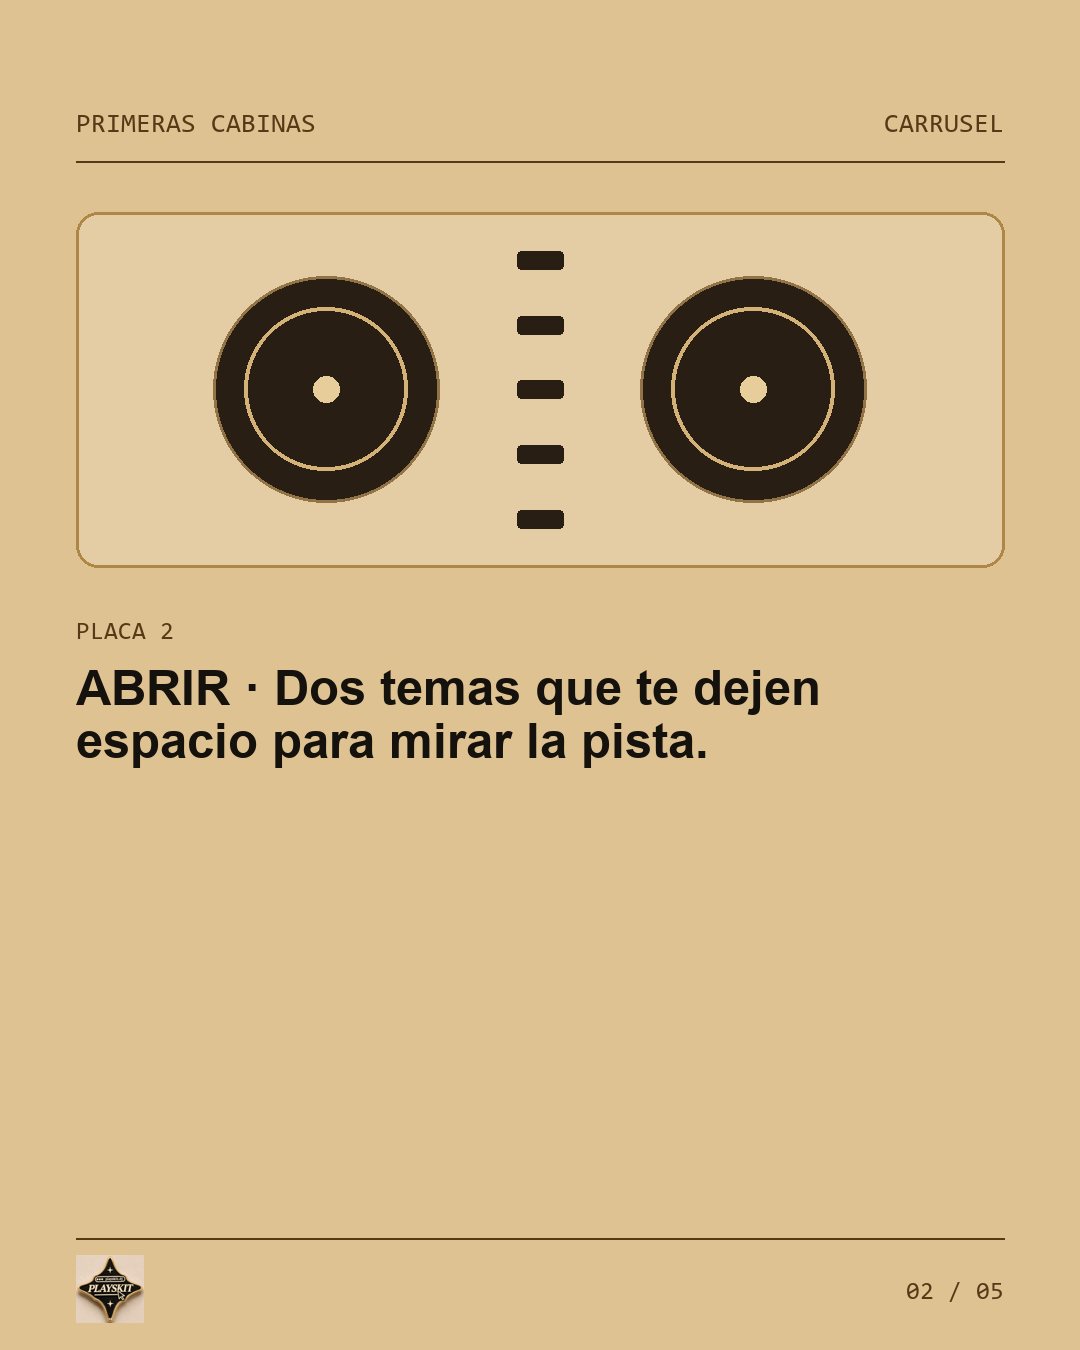 PRIMERAS CABINAS
CARRUSEL
PLACA 2
ABRIR · Dos temas que te dejen
espacio para mirar la pista.
PLAYSKIT
02 / 05